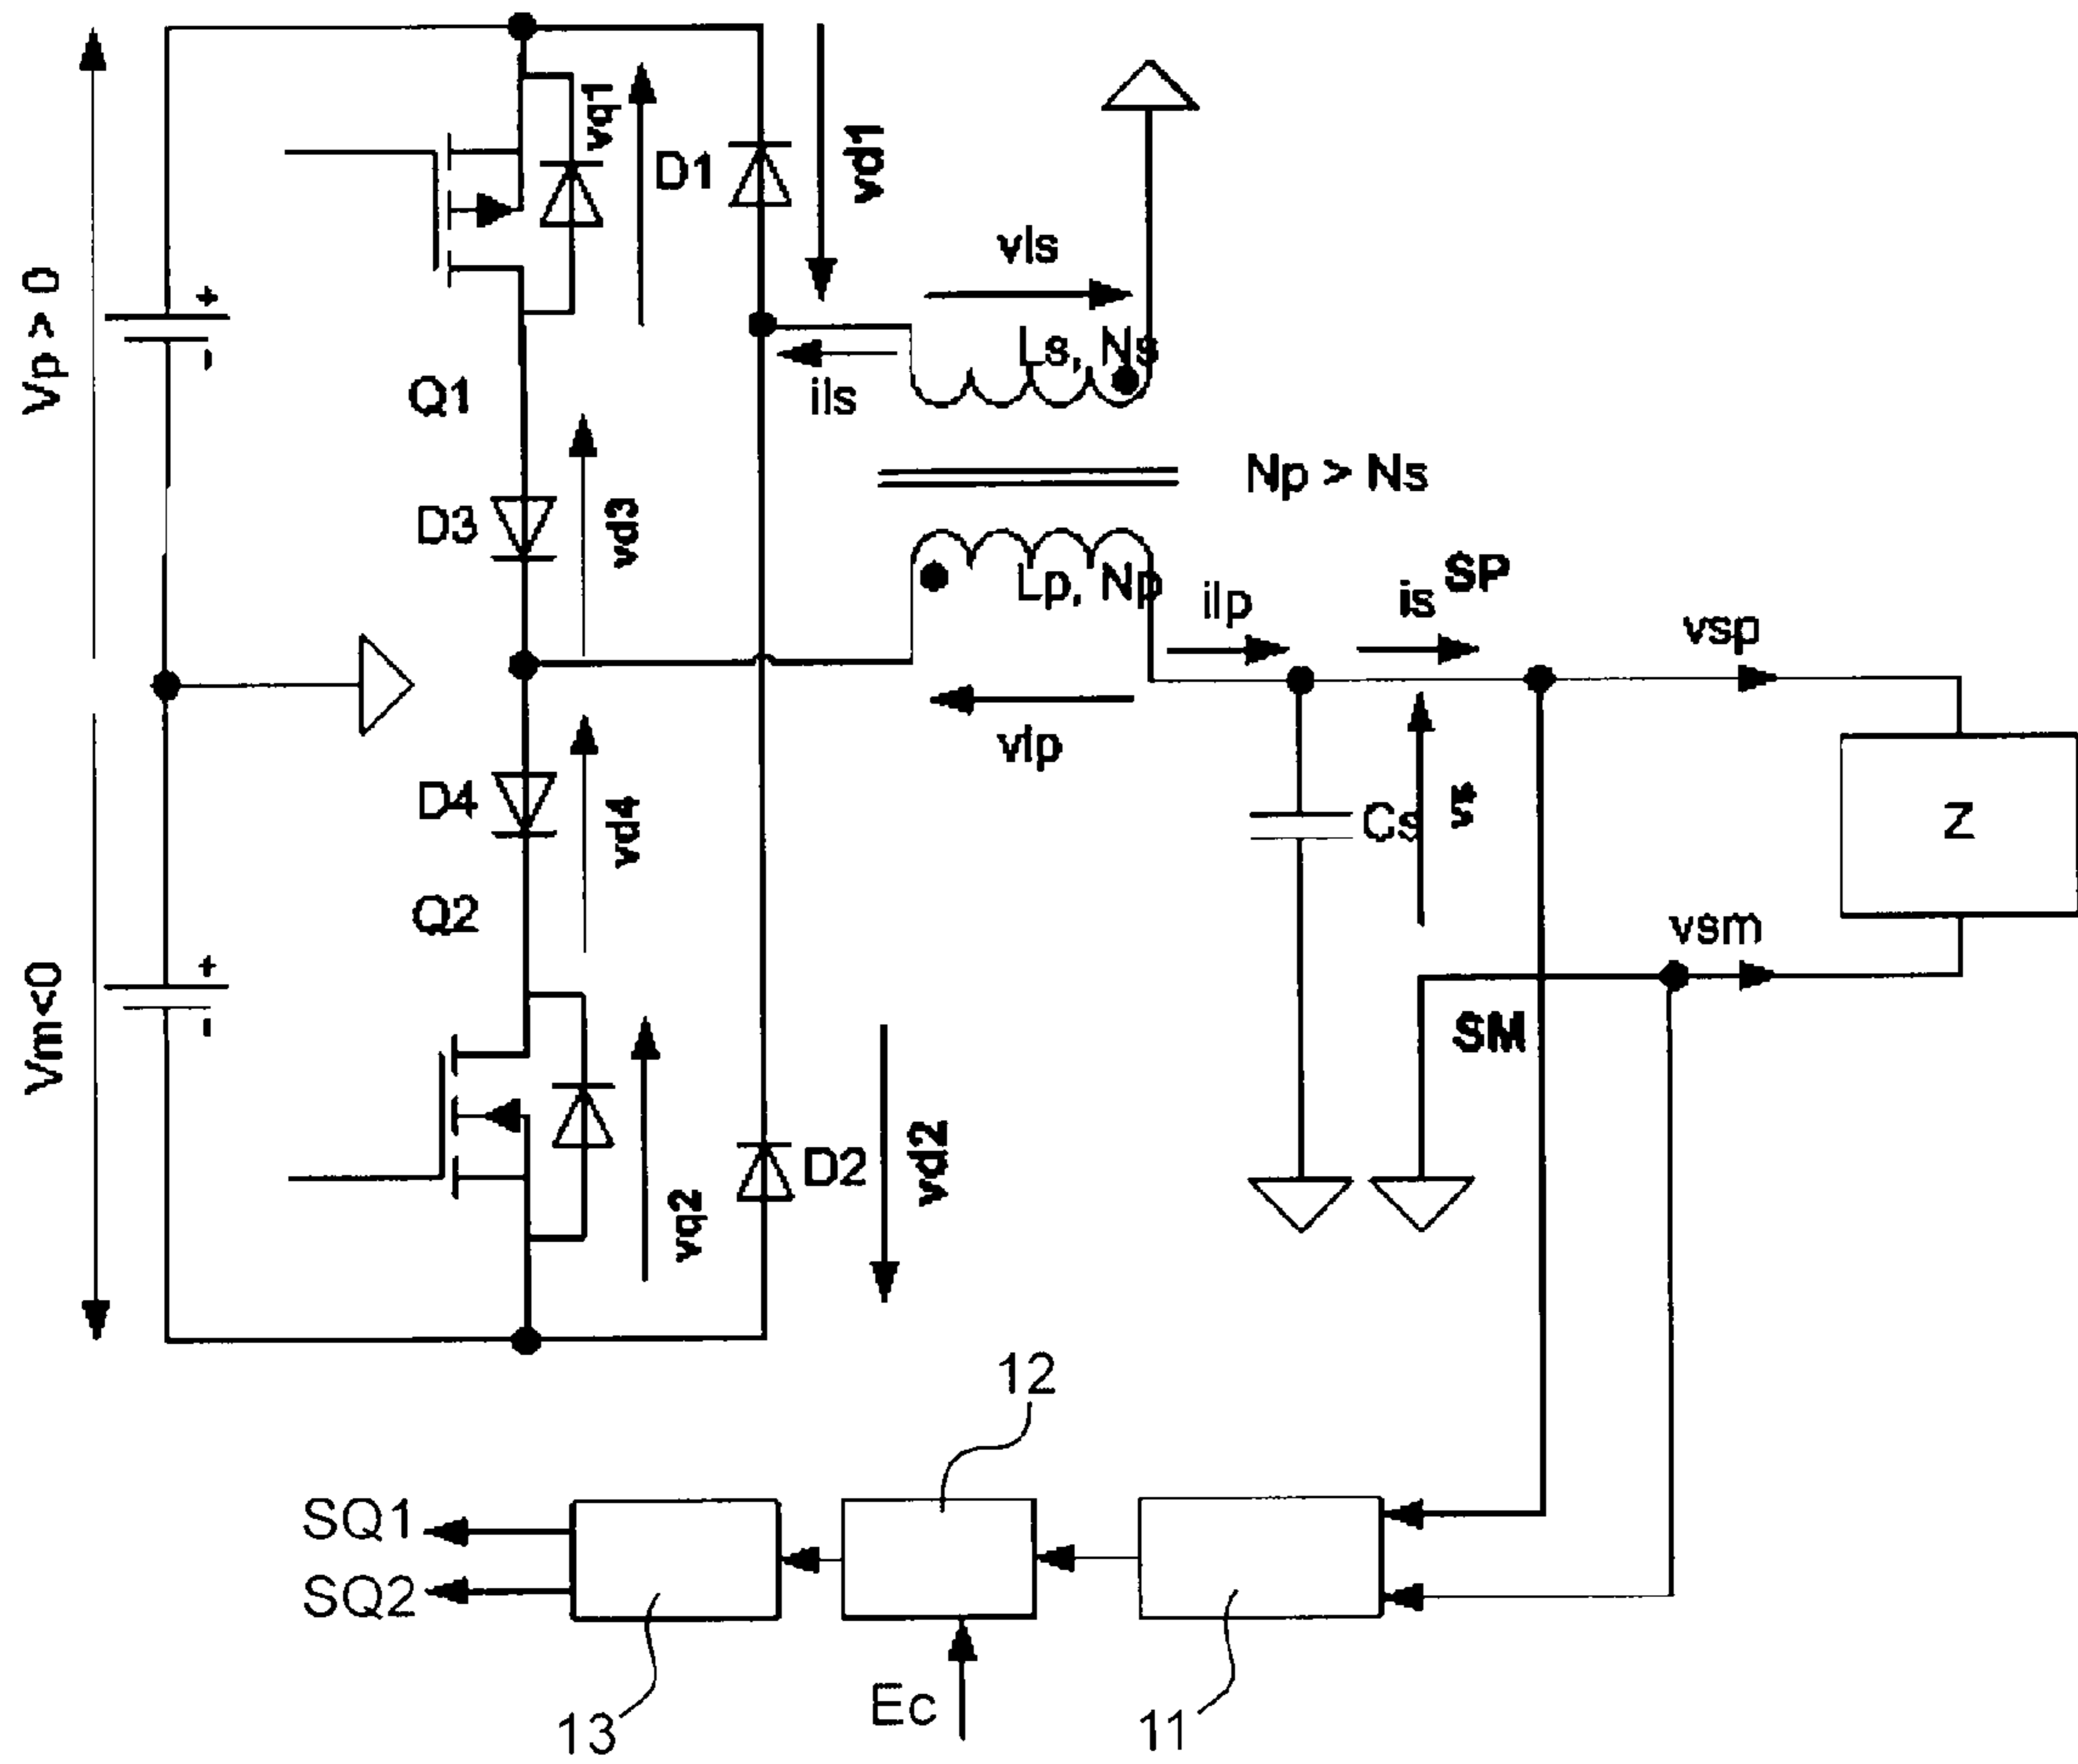 vq1
D1
vd1
vls
Vp > 0
+
-
Ls, Ns
ils
Q1
Np > Ns
D3
vd3
Lp, Np
ilp
is
SP
vsp
vlp
D4
vd4
Cs
Z
Q2
vsm
+
-
Vm<0
SM
D2
vd2
vq2
12
SQ1
SQ2
Ec
13
11